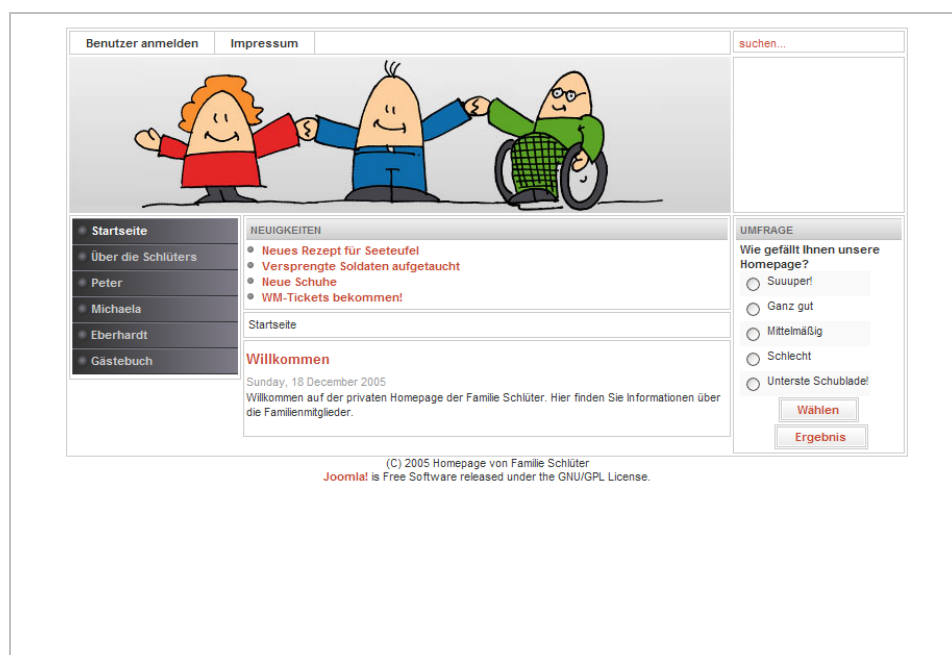 Benutzer anmelden
Impressum
suchen...
Startseite
Über die Schlüters
Peter
Michaela
Eberhardt
Gästebuch
NEUIGKEITEN
Neues Rezept für Seeteufel
Versprengte Soldaten aufgetaucht
Neue Schuhe
WM-Tickets bekommen!
Startseite
Willkommen
Sunday, 18 December 2005
Willkommen auf der privaten Homepage der Familie Schlüter. Hier finden Sie Informationen über
die Familienmitglieder.
UMFRAGE
Wie gefällt Ihnen unsere
Homepage?
Suuuper!
Ganz gut
Mittelmäßig
Schlecht
Unterste Schublade!
Wählen
Ergebnis
(C) 2005 Homepage von Familie Schlüter
Joomla! is Free Software released under the GNU/GPL License.